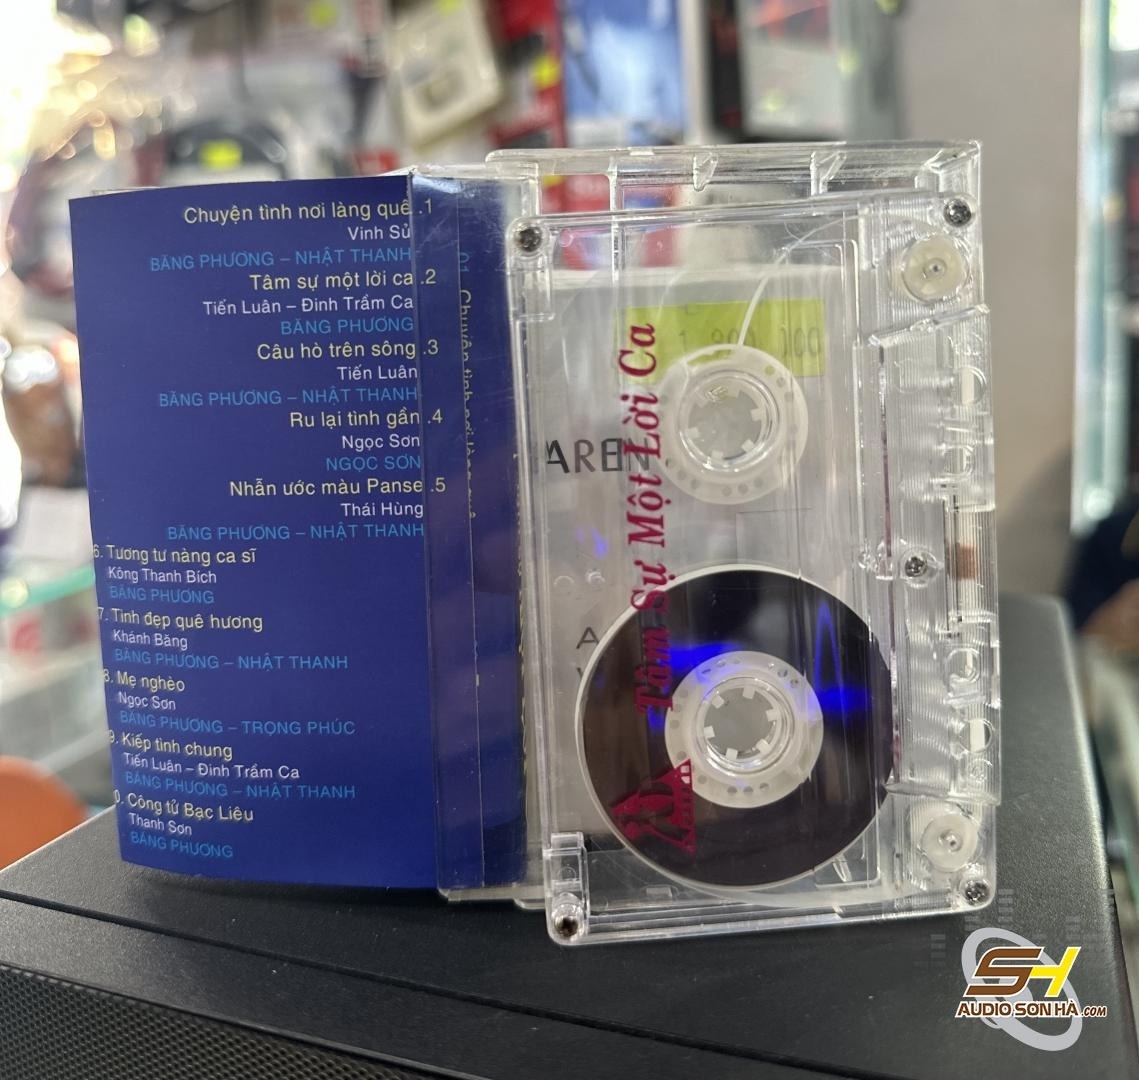 Chuyện tình nơi làng quê .1
Vinh Sử
BĂNG PHƯƠNG – NHẬT THANH
Tâm sự một lời ca .2
Tiến Luân – Đinh Trầm Ca
BĂNG PHƯƠNG
Câu hò trên sông .3
Tiến Luân
BĂNG PHƯƠNG – NHẬT THANH
Ru lại tình gần .4
Ngọc Sơn
NGỌC SƠN
Nhẫn ước màu Panse .5
Thái Hùng
BĂNG PHƯƠNG – NHẬT THANH
6. Tương tư nàng ca sĩ
Kông Thanh Bích
BĂNG PHƯƠNG
7. Tình đẹp quê hương
Khánh Băng
BĂNG PHƯƠNG – NHẬT THANH
8. Mẹ nghèo
Ngọc Sơn
BĂNG PHƯƠNG – TRỌNG PHÚC
9. Kiếp tình chung
Tiến Luân – Đinh Trầm Ca
BĂNG PHƯƠNG – NHẬT THANH
0. Công tử Bạc Liêu
Thanh Sơn
BĂNG PHƯƠNG
01. Chuyện tình nơi làng quê
Tâm Sự Một Lời Ca
SH
AUDIO SƠN HÀ.COM